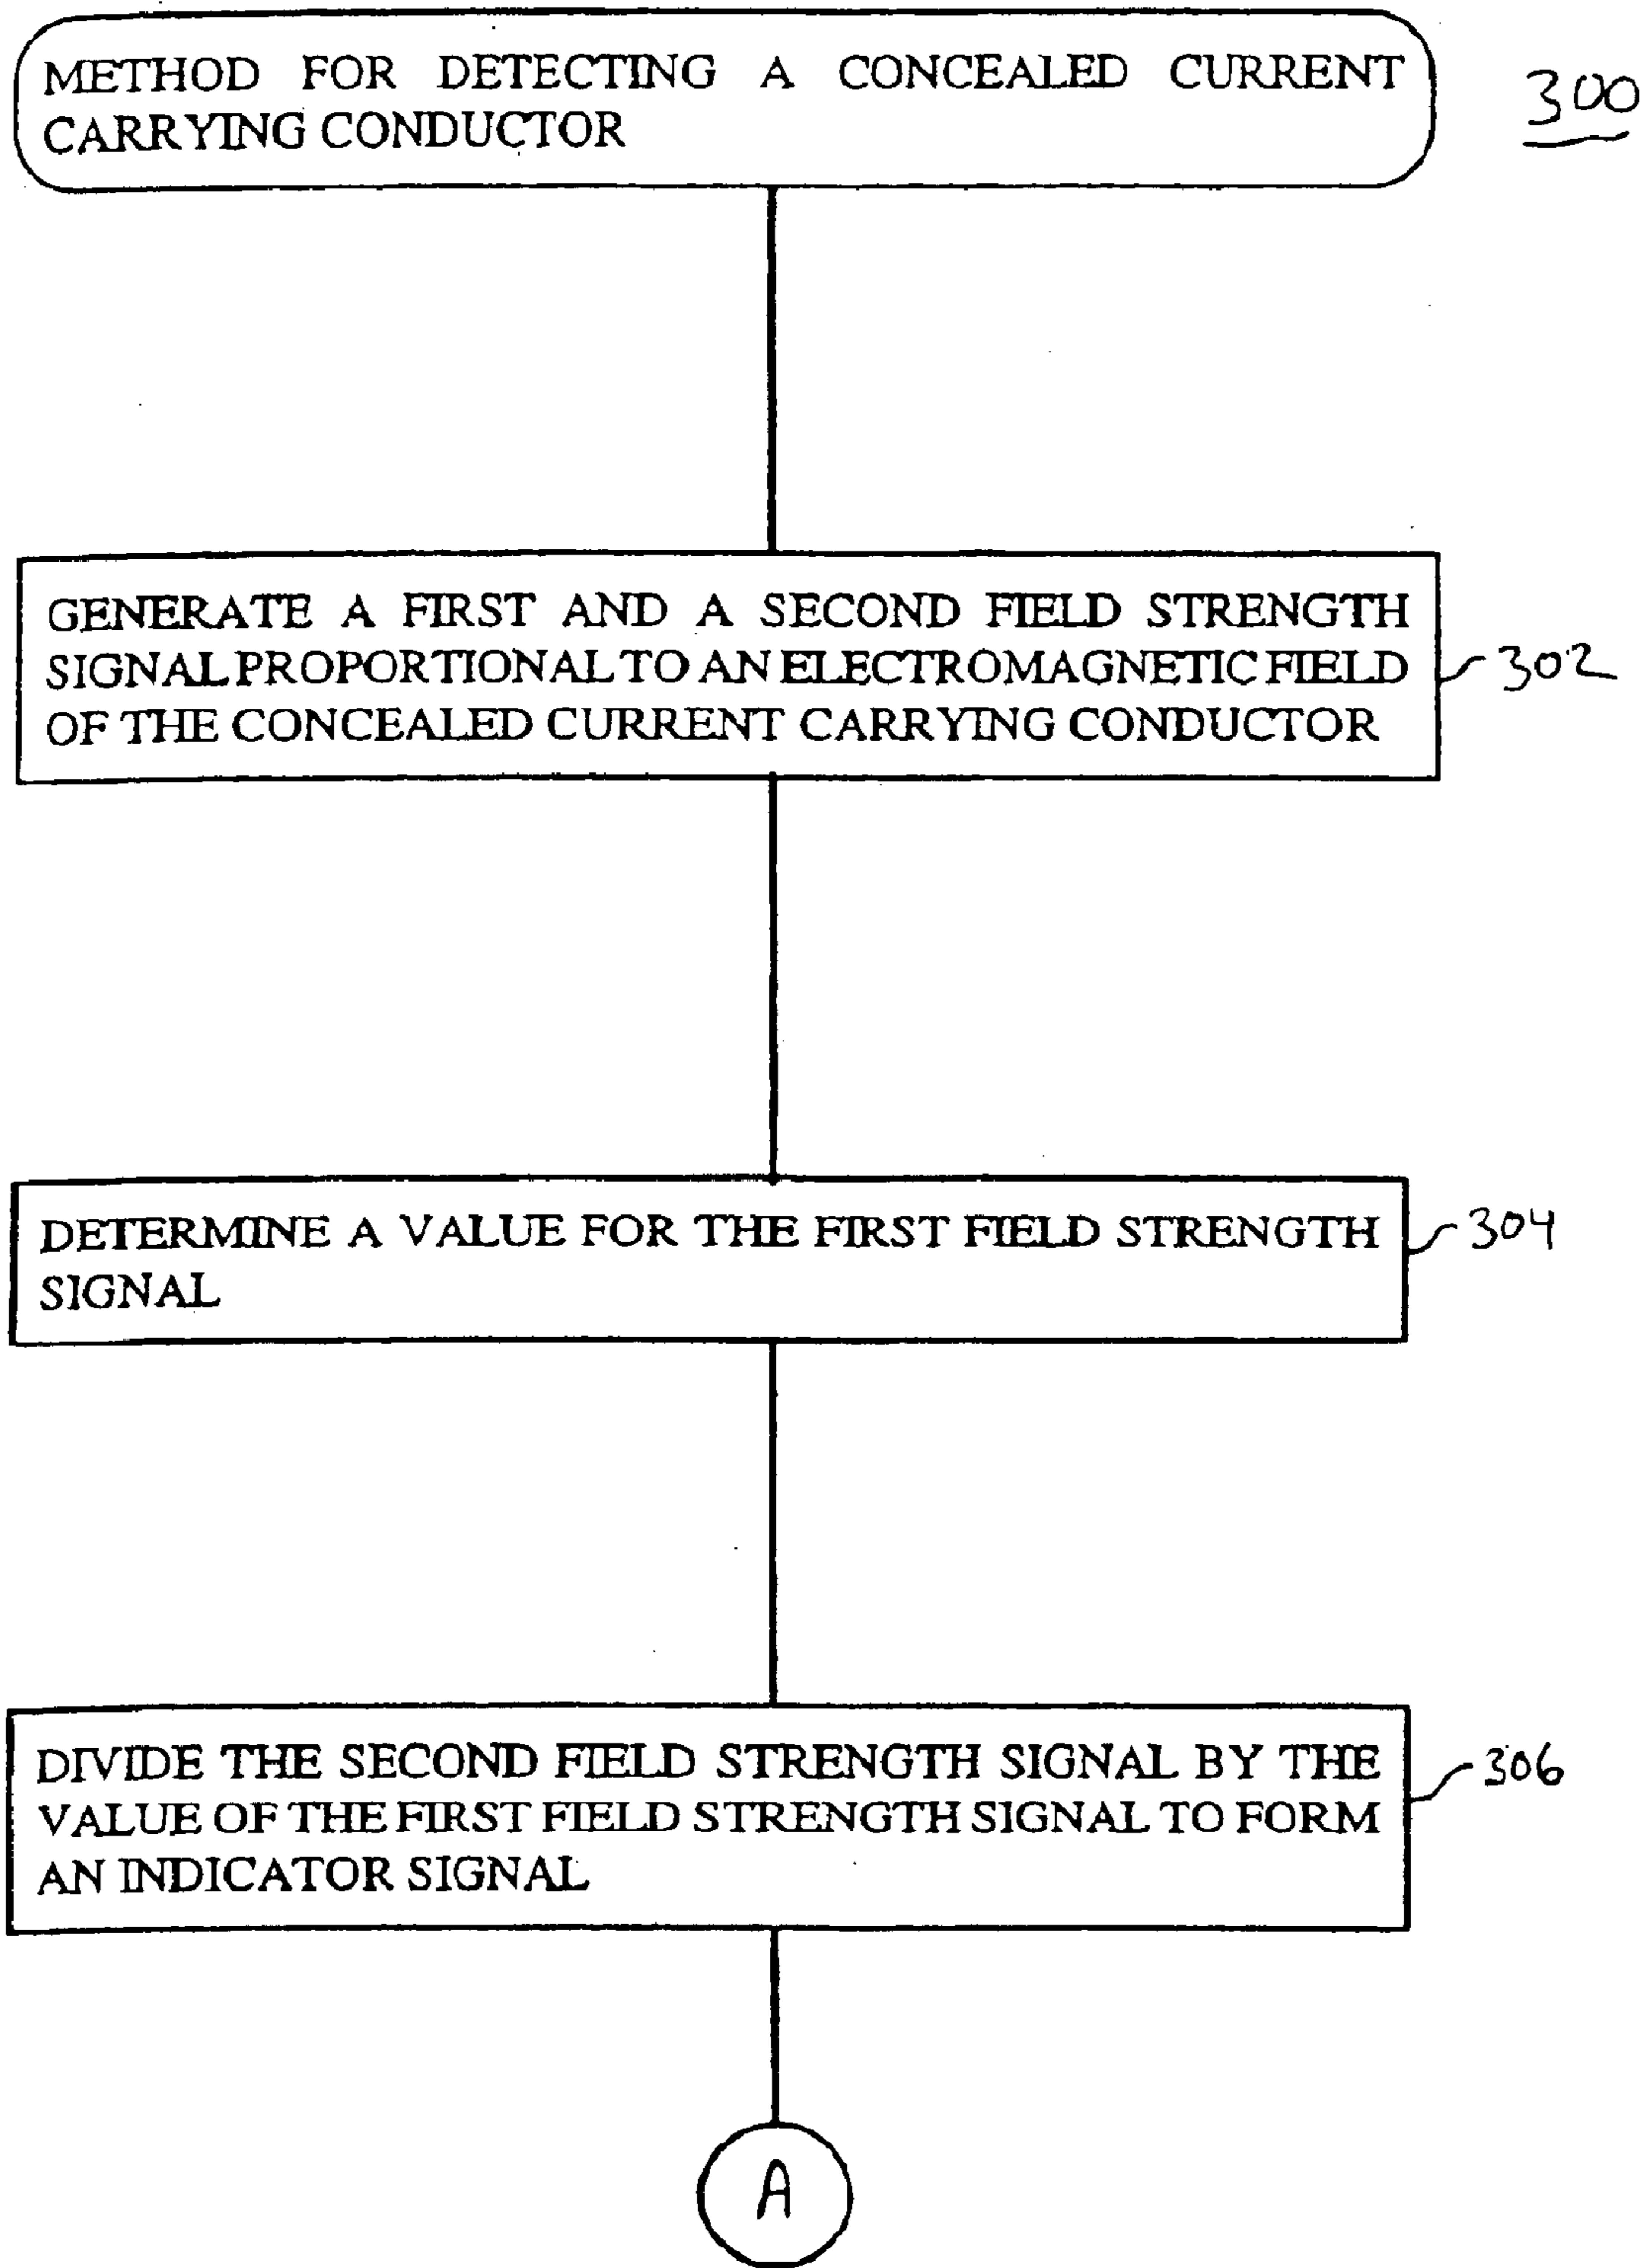 METHOD FOR DETECTING A CONCEALED CURRENT
CARRYING CONDUCTOR
300
GENERATE A FIRST AND A SECOND FIELD STRENGTH
SIGNAL PROPORTIONAL TO AN ELECTROMAGNETIC FIELD
OF THE CONCEALED CURRENT CARRYING CONDUCTOR
302
DETERMINE A VALUE FOR THE FIRST FIELD STRENGTH
SIGNAL
304
DIVIDE THE SECOND FIELD STRENGTH SIGNAL BY THE
VALUE OF THE FIRST FIELD STRENGTH SIGNAL TO FORM
AN INDICATOR SIGNAL
306
A